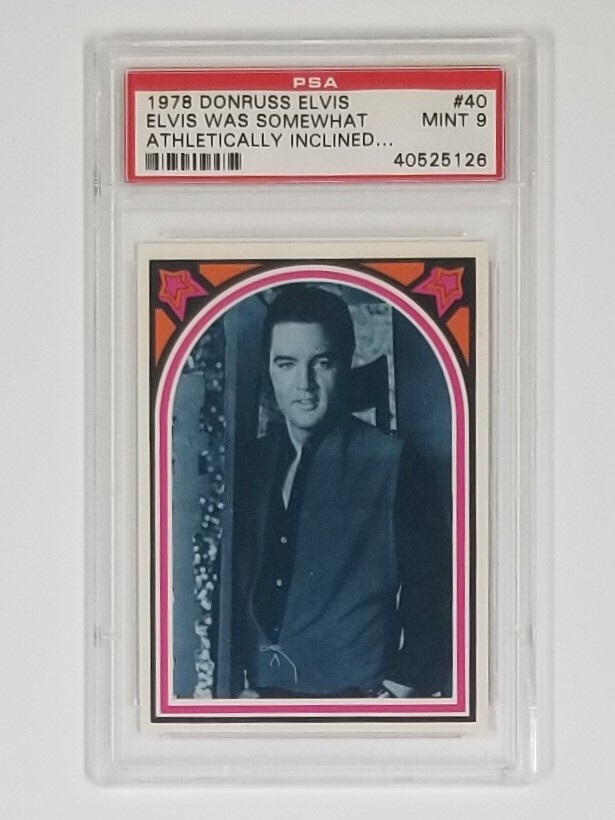 PSA
1978 DONRUSS ELVIS #40
ELVIS WAS SOMEWHAT MINT 9
ATHLETICALLY INCLINED...
40525126